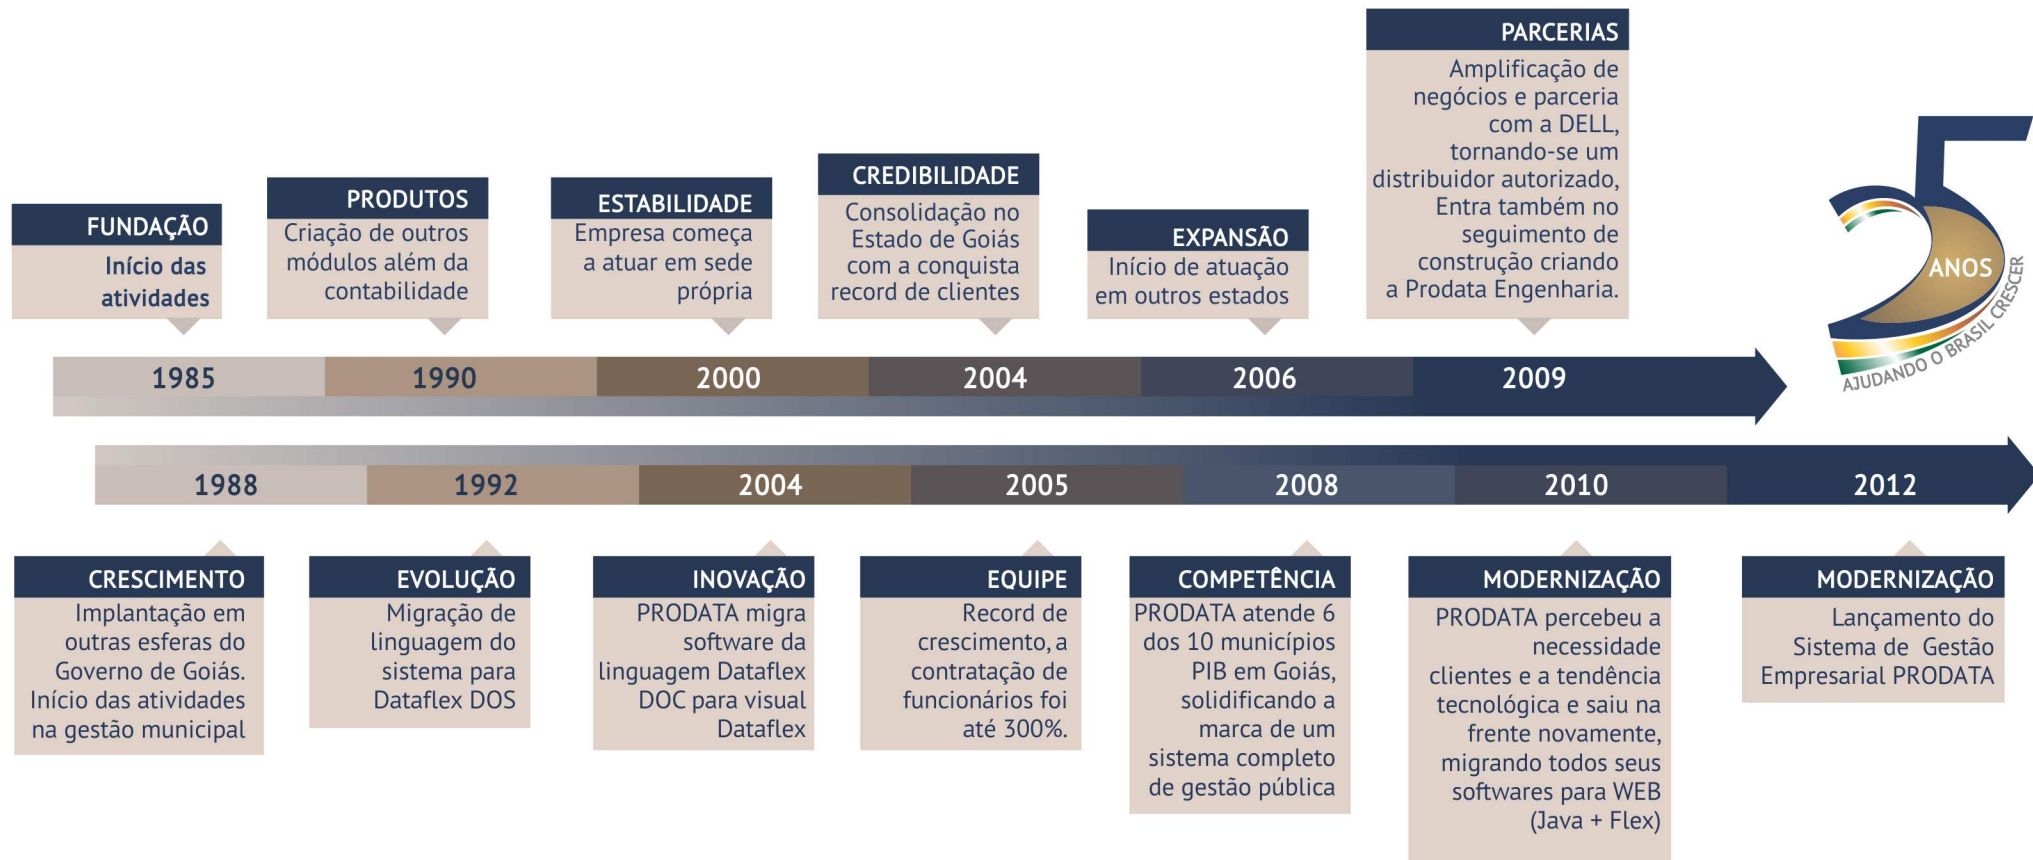 FUNDAÇÃO
Início das
atividades
PRODUTOS
Criação de outros
módulos além da
contabilidade
ESTABILIDADE
Empresa começa
a atuar em sede
própria
CREDIBILIDADE
Consolidação no
Estado de Goiás
com a conquista
record de clientes
EXPANSÃO
Início de atuação
em outros estados
PARCERIAS
Amplificação de
negócios e parceria
com a DELL,
tornando-se um
distribuidor autorizado,
Entra também no
seguimento de
construção criando
a Prodata Engenharia.
25
ANOS
AJUDANDO O BRASIL CRESCER
1985 1990 2000 2004 2006 2009
1988 1992 2004 2005 2008 2010 2012
CRESCIMENTO
Implantação em
outras esferas do
Governo de Goiás.
Início das atividades
na gestão municipal
EVOLUÇÃO
Migração de
linguagem do
sistema para
Dataflex DOS
INOVAÇÃO
PRODATA migra
software da
linguagem Dataflex
DOC para visual
Dataflex
EQUIPE
Record de
crescimento, a
contratação de
funcionários foi
até 300%.
COMPETÊNCIA
PRODATA atende 6
dos 10 municípios
PIB em Goiás,
solidificando a
marca de um
sistema completo
de gestão pública
MODERNIZAÇÃO
PRODATA percebeu a
necessidade
clientes e a tendência
tecnológica e saiu na
frente novamente,
migrando todos seus
softwares para WEB
(Java + Flex)
MODERNIZAÇÃO
Lançamento do
Sistema de Gestão
Empresarial PRODATA